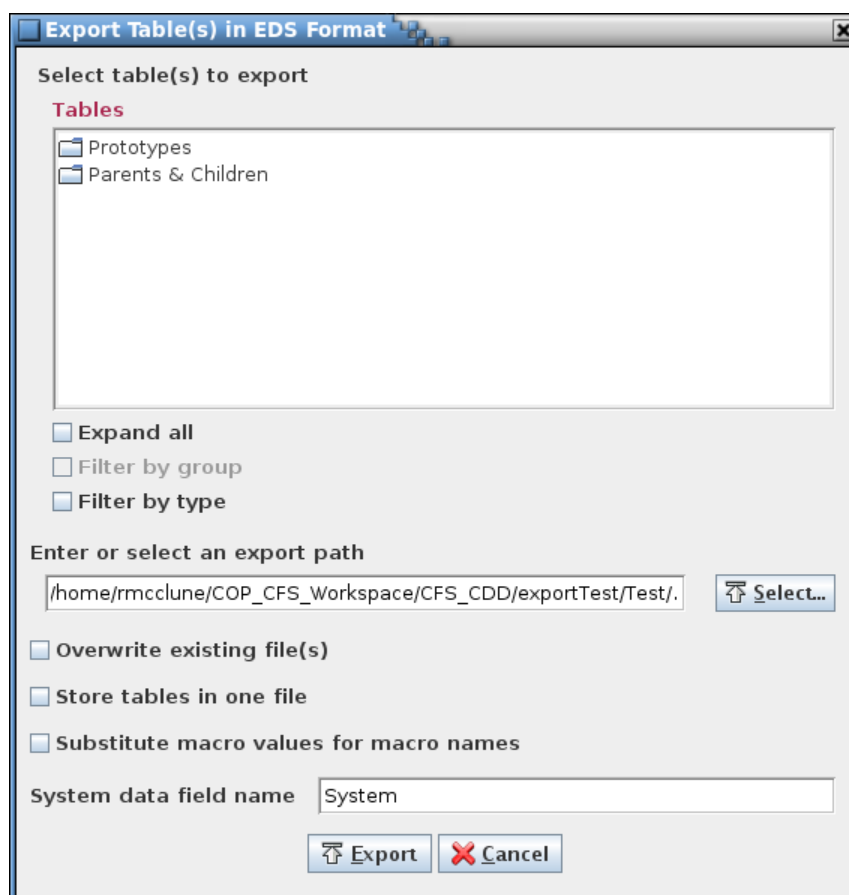 Export Table(s) in EDS Format
Select table(s) to export
Tables
Prototypes
Parents & Children
Expand all
Filter by group
Filter by type
Enter or select an export path
/home/rmcclune/COP_CFS_Workspace/CFS_CDD/exportTest/Test/. Select...
Overwrite existing file(s)
Store tables in one file
Substitute macro values for macro names
System data field name System
Export Cancel